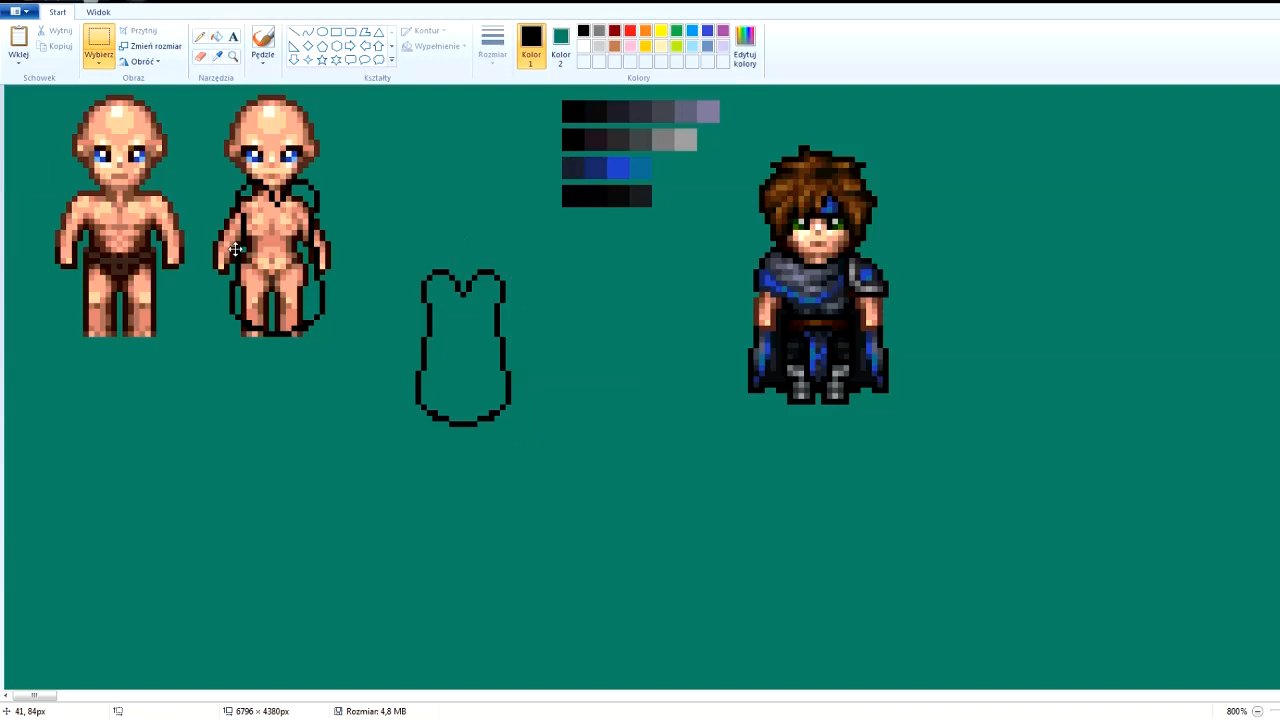 Start
Widok
Wklej
Wytnij
Kopiuj
Schowek
Wybierz
Przytnij
Zmień rozmiar
Obróć
Obraz
A
Narzędzia
Pędzle
Kontur
Wypełnienie
Kształty
Rozmiar
Kolor 1
Kolor 2
Edytuj kolory
Kolory
41, 84px
6796 × 4380px
Rozmiar: 4,8 MB
800%